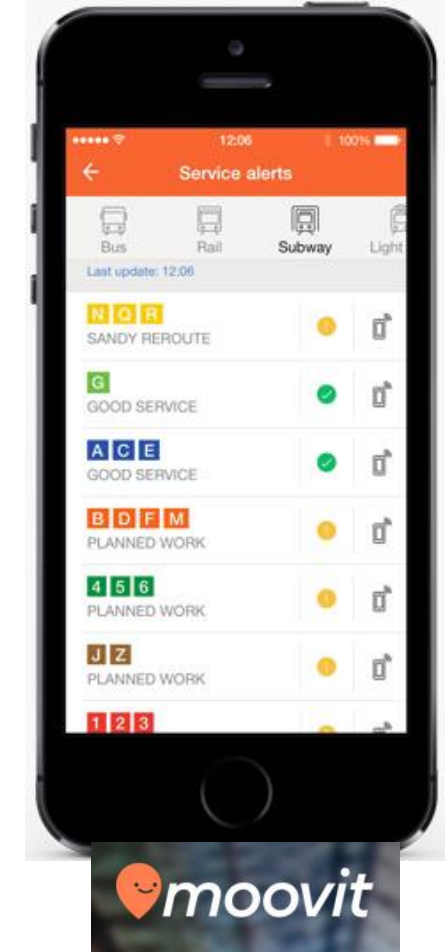 12:06 100%
Service alerts
Bus Rail Subway Light
Last update: 12:06
N Q R
SANDY REROUTE
G
GOOD SERVICE
A C E
GOOD SERVICE
B D F M
PLANNED WORK
4 5 6
PLANNED WORK
J Z
PLANNED WORK
1 2 3
moovit